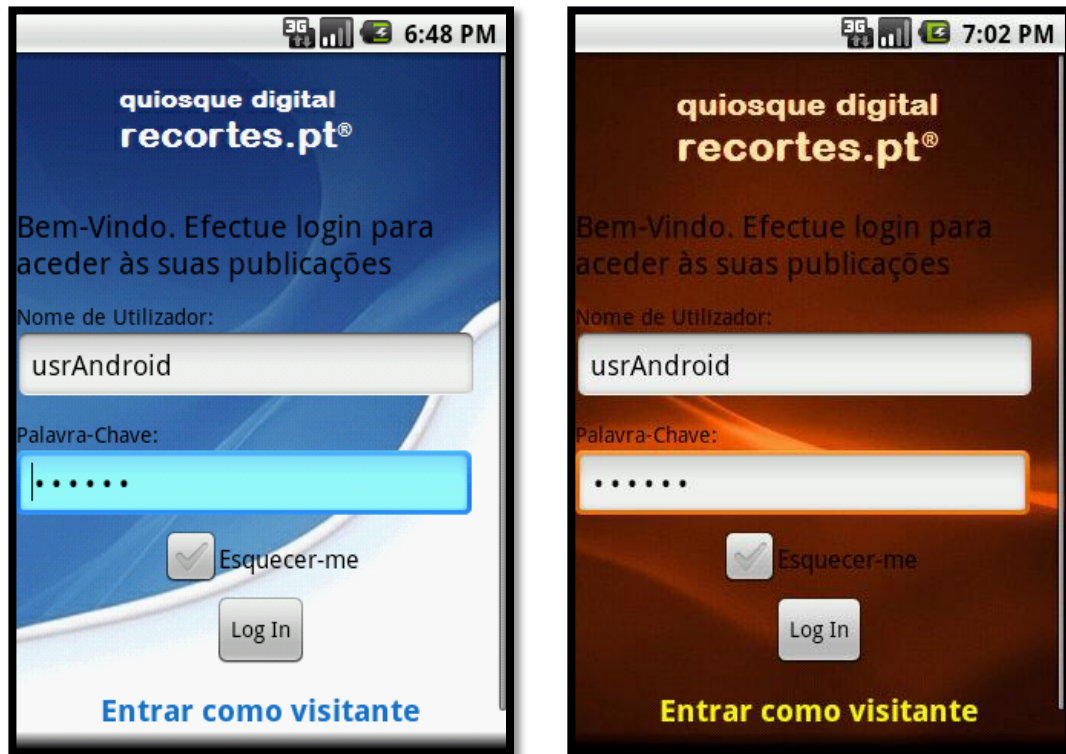 3G 6:48 PM
quiosque digital
recortes.pt®
Bem-Vindo. Efectue login para
aceder às suas publicações
Nome de Utilizador:
usrAndroid
Palavra-Chave:
••••••
Esquecer-me
Log In
Entrar como visitante
3G 7:02 PM
quiosque digital
recortes.pt®
Bem-Vindo. Efectue login para
aceder às suas publicações
Nome de Utilizador:
usrAndroid
Palavra-Chave:
••••••
Esquecer-me
Log In
Entrar como visitante